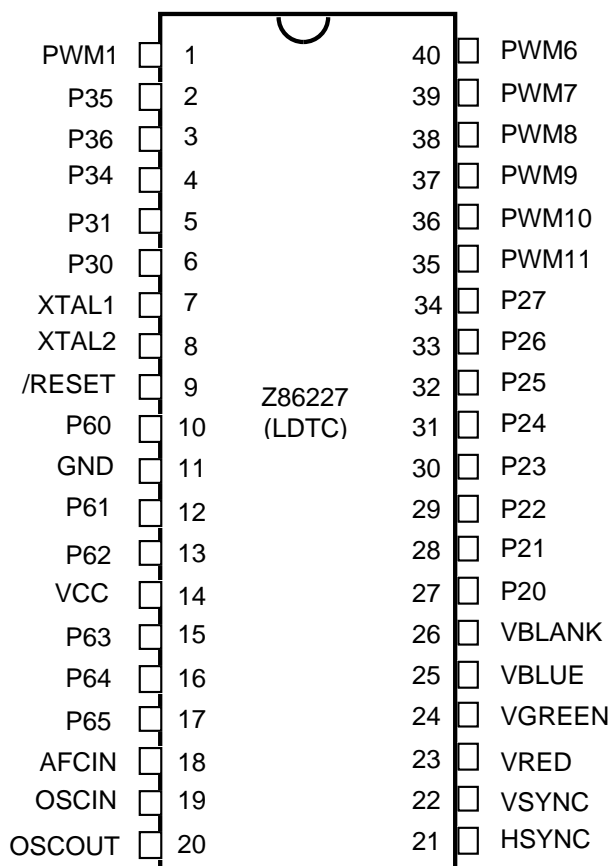 PWM1 1 40 PWM6
P35 2 39 PWM7
P36 3 38 PWM8
P34 4 37 PWM9
P31 5 36 PWM10
P30 6 35 PWM11
XTAL1 7 34 P27
XTAL2 8 33 P26
/RESET 9 Z86227 32 P25
P60 10 (LDTC) 31 P24
GND 11 30 P23
P61 12 29 P22
P62 13 28 P21
VCC 14 27 P20
P63 15 26 VBLANK
P64 16 25 VBLUE
P65 17 24 VGREEN
AFCIN 18 23 VRED
OSCIN 19 22 VSYNC
OSCOUT 20 21 HSYNC